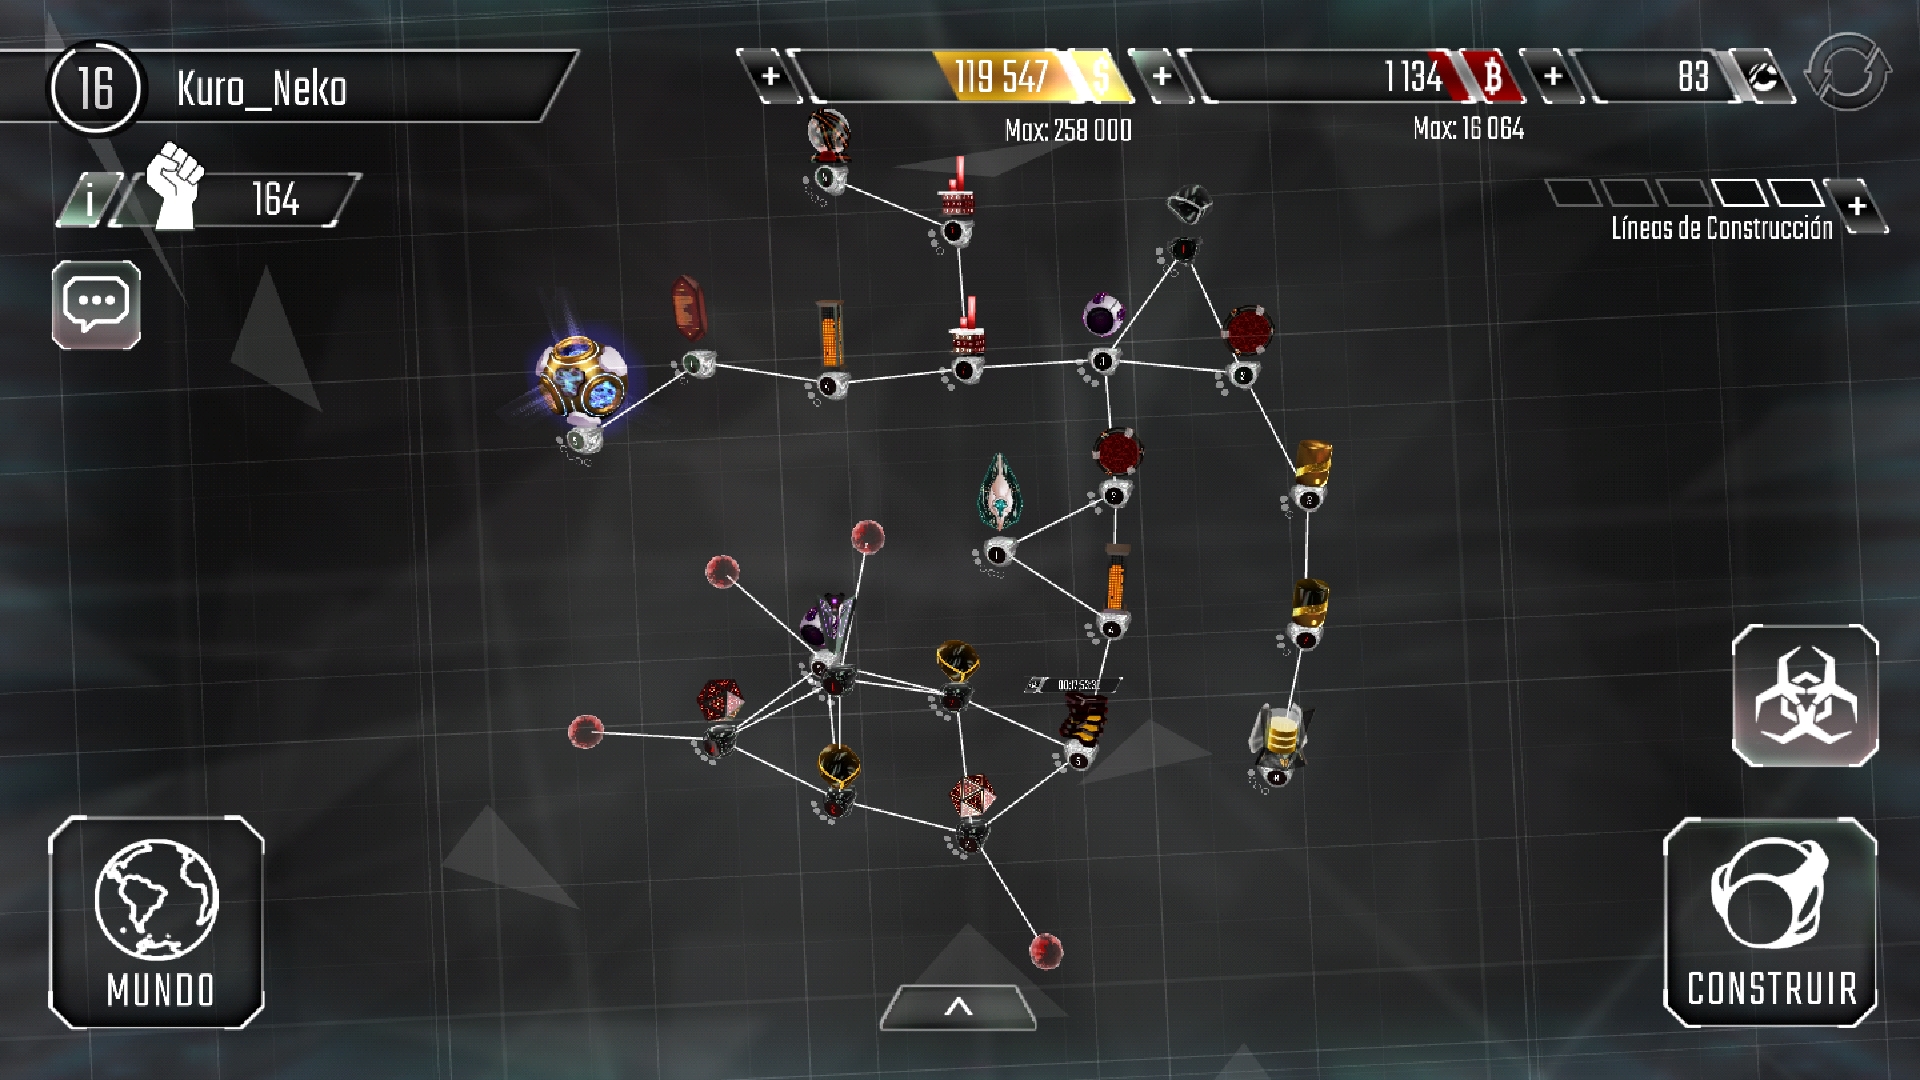 16
Kuro_Neko
119 547
$
1 134
83
Max: 258 000
Max: 16 064
i
164
Líneas de Construcción
MUNDO
CONSTRUIR